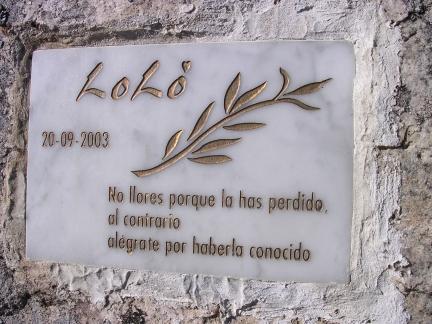 LoLó
20-09-2003
No llores porque la has perdido,
al contrario
alégrate por haberla conocido